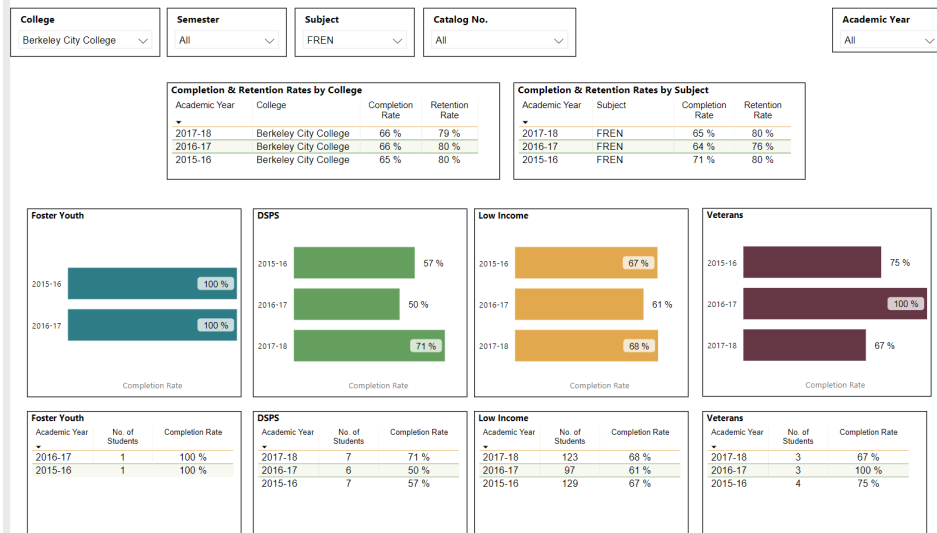 College Semester Subject Catalog No. Academic Year
Berkeley City College All FREN All All
Completion & Retention Rates by College
Academic Year College Completion Rate Retention Rate
2017-18 Berkeley City College 66 % 79 %
2016-17 Berkeley City College 66 % 80 %
2015-16 Berkeley City College 65 % 80 %
Completion & Retention Rates by Subject
Academic Year Subject Completion Rate Retention Rate
2017-18 FREN 65 % 80 %
2016-17 FREN 64 % 76 %
2015-16 FREN 71 % 80 %
Foster Youth
2015-16 100 %
2016-17 100 %
Completion Rate
DSPS
2015-16 57 %
2016-17 50 %
2017-18 71 %
Completion Rate
Low Income
2015-16 67 %
2016-17 61 %
2017-18 68 %
Completion Rate
Veterans
2015-16 75 %
2016-17 100 %
2017-18 67 %
Completion Rate
Foster Youth
Academic Year No. of Students Completion Rate
2016-17 1 100 %
2015-16 1 100 %
DSPS
Academic Year No. of Students Completion Rate
2017-18 7 71 %
2016-17 6 50 %
2015-16 7 57 %
Low Income
Academic Year No. of Students Completion Rate
2017-18 123 68 %
2016-17 97 61 %
2015-16 129 67 %
Veterans
Academic Year No. of Students Completion Rate
2017-18 3 67 %
2016-17 3 100 %
2015-16 4 75 %